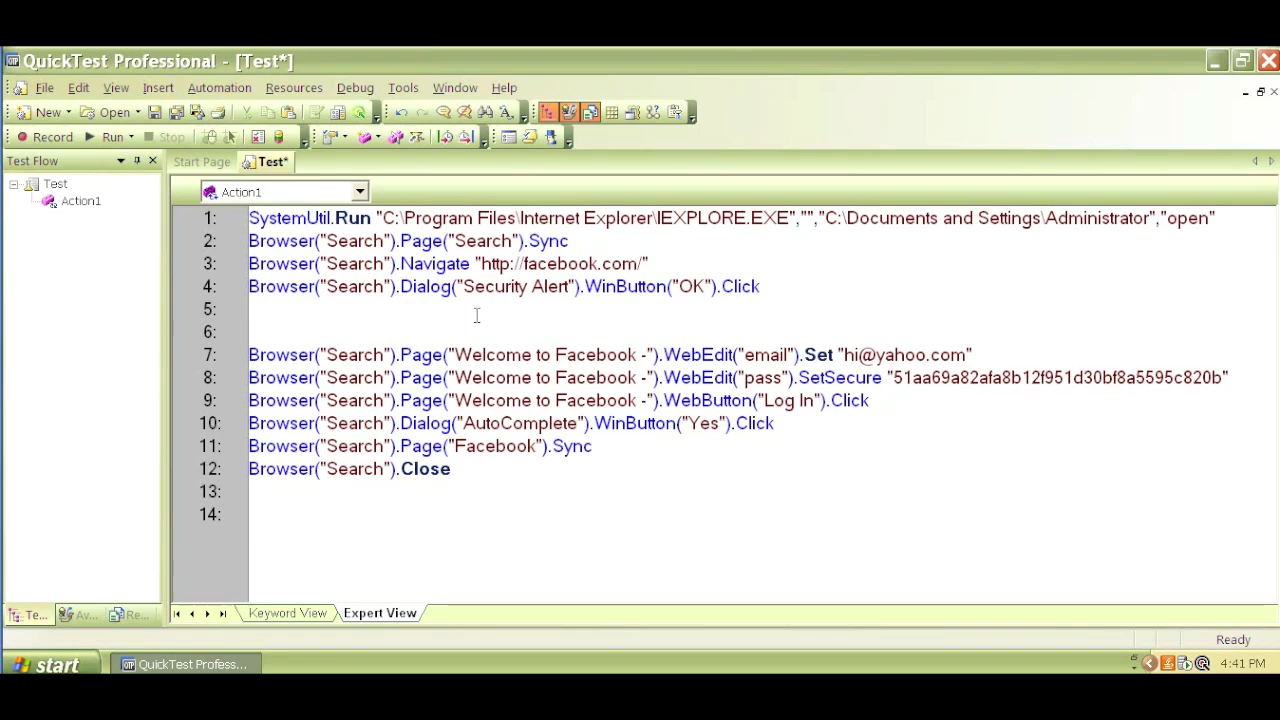 QuickTest Professional - [Test*]
File Edit View Insert Automation Resources Debug Tools Window Help
New Open
Record Run Stop
Test Flow
Start Page Test*
Test
Action1
Action1
1: SystemUtil.Run "C:\Program Files\Internet Explorer\IEXPLORE.EXE","","C:\Documents and Settings\Administrator","open"
2: Browser("Search").Page("Search").Sync
3: Browser("Search").Navigate "http://facebook.com/"
4: Browser("Search").Dialog("Security Alert").WinButton("OK").Click
5:
6:
7: Browser("Search").Page("Welcome to Facebook -").WebEdit("email").Set "hi@yahoo.com"
8: Browser("Search").Page("Welcome to Facebook -").WebEdit("pass").SetSecure "51aa69a82afa8b12f951d30bf8a5595c820b"
9: Browser("Search").Page("Welcome to Facebook -").WebButton("Log In").Click
10: Browser("Search").Dialog("AutoComplete").WinButton("Yes").Click
11: Browser("Search").Page("Facebook").Sync
12: Browser("Search").Close
13:
14:
Te... Av... Re... Keyword View Expert View
Ready
start QuickTest Profess... 4:41 PM